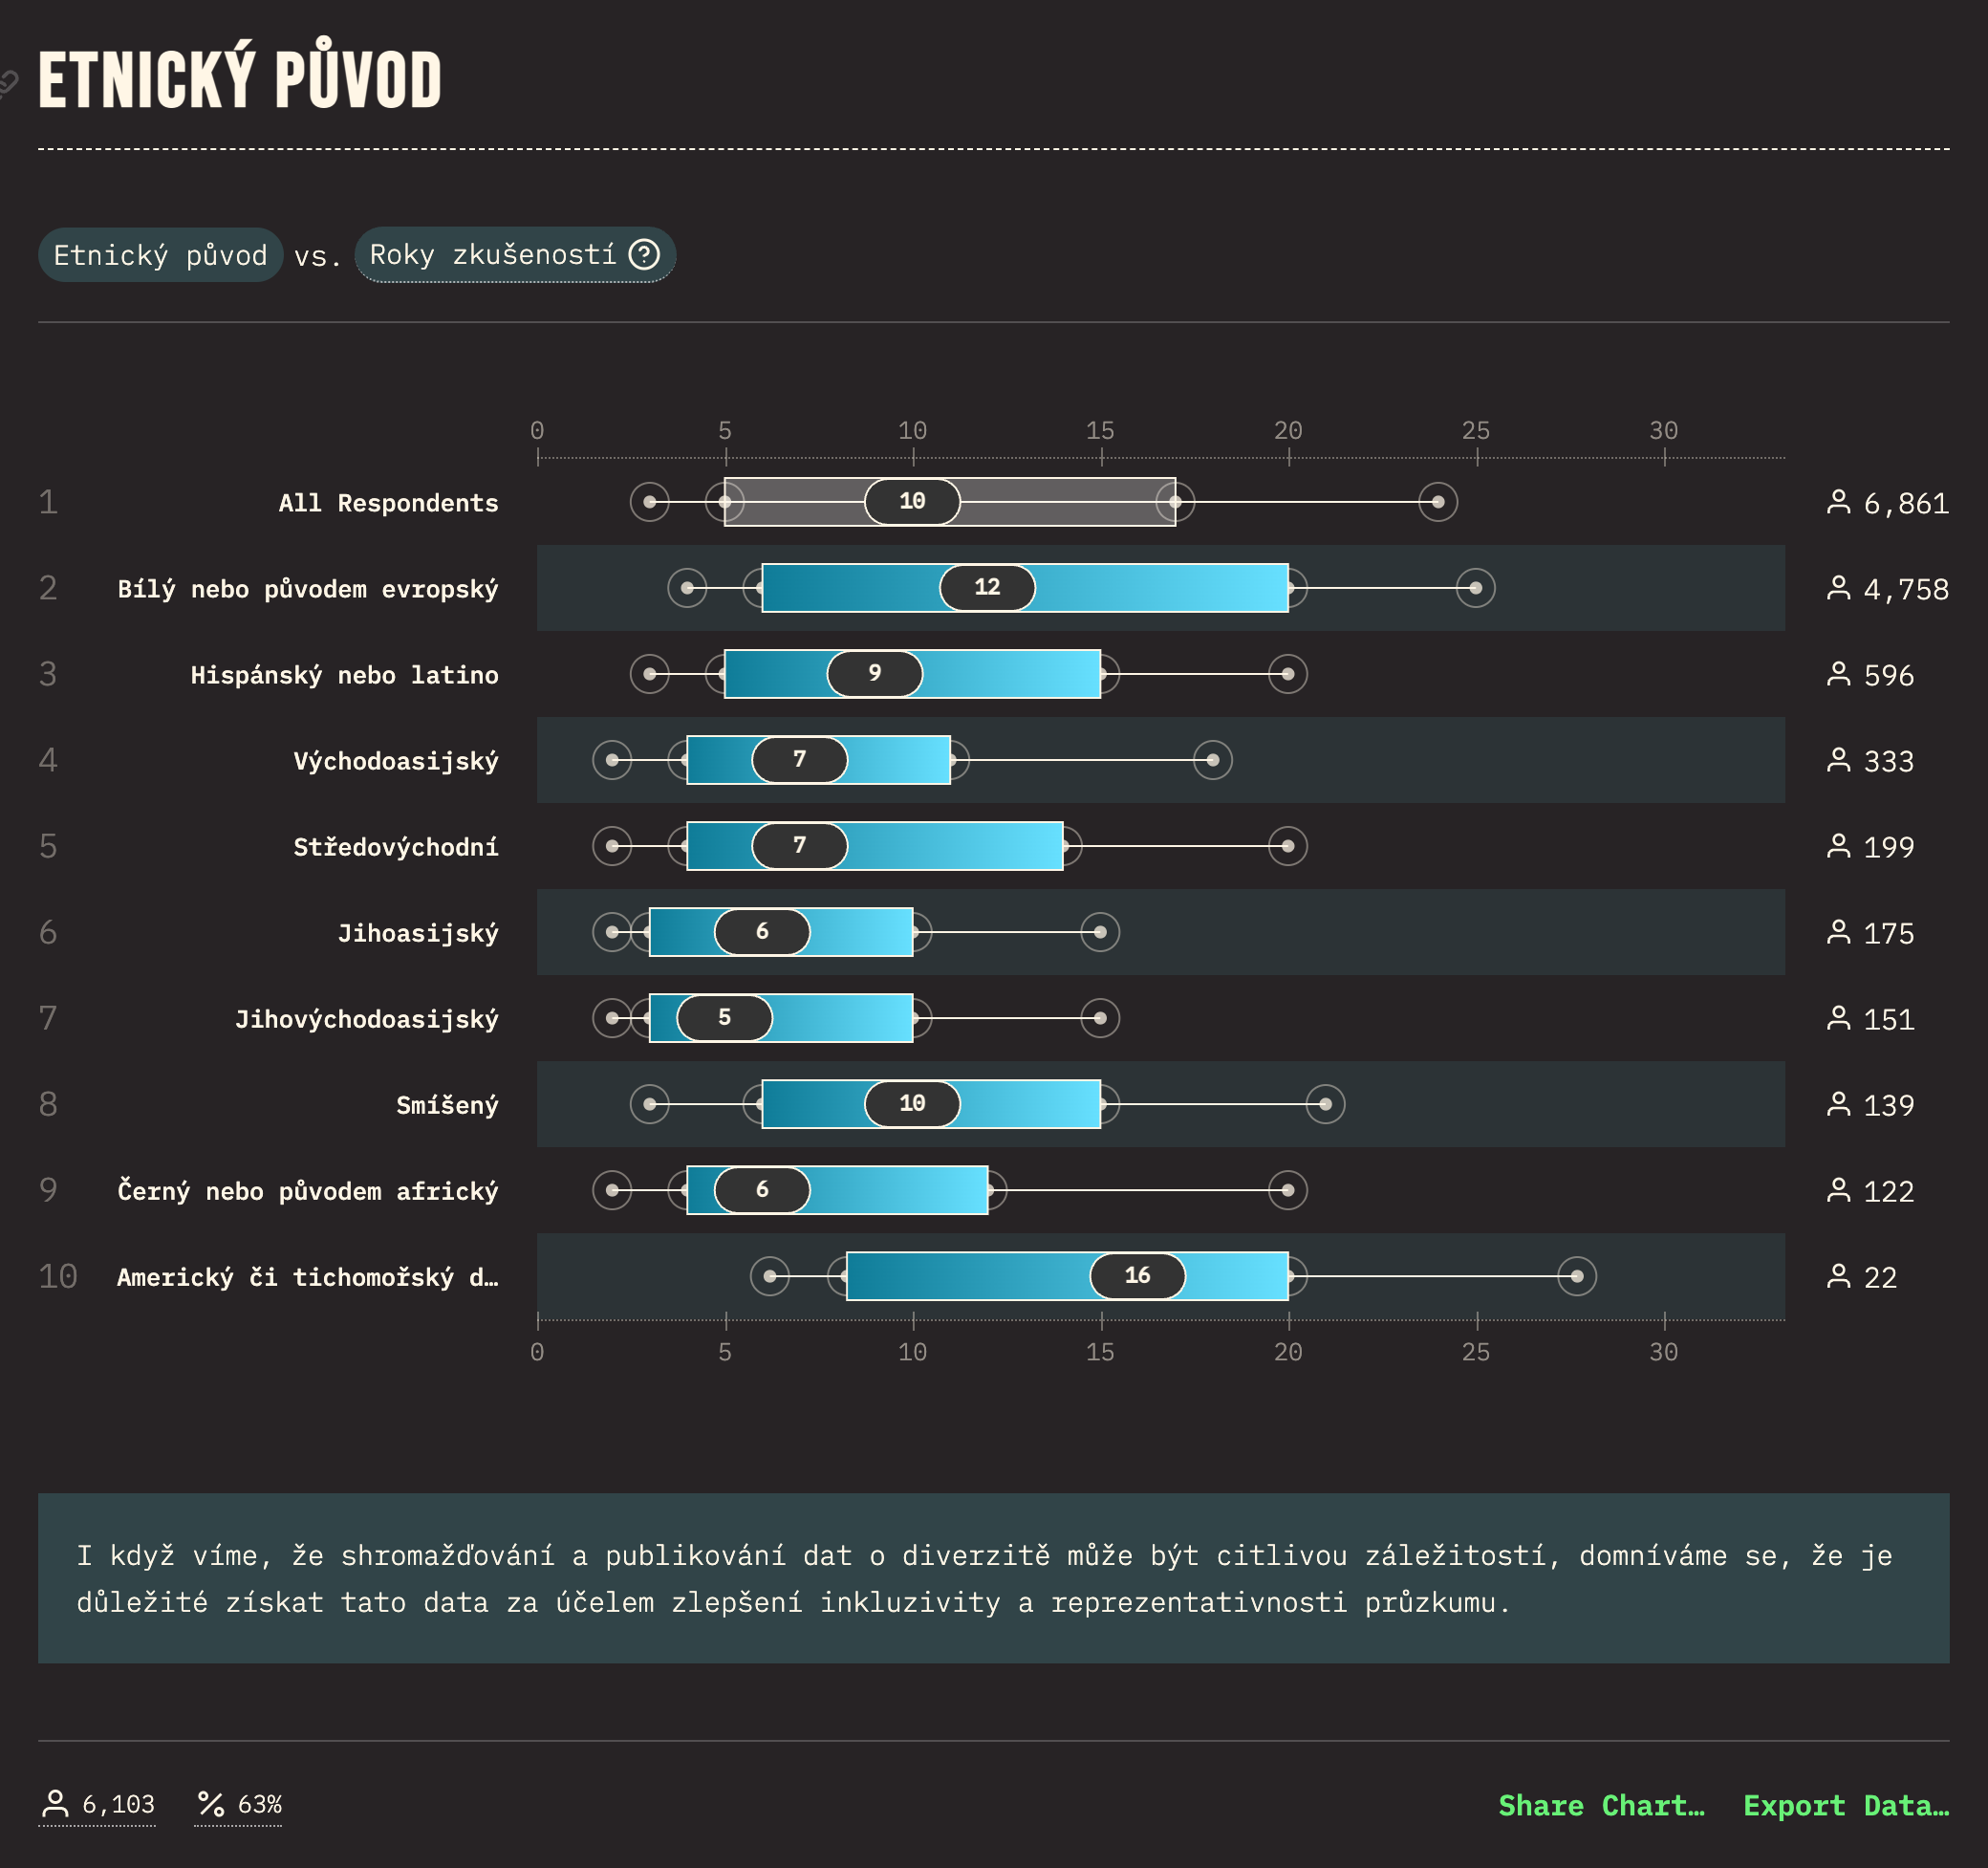 ETNICKÝ PŮVOD
Etnický původ vs. Roky zkušeností ?
0 5 10 15 20 25 30
1 All Respondents 10 6,861
2 Bílý nebo původem evropský 12 4,758
3 Hispánský nebo latino 9 596
4 Východoasijský 7 333
5 Středovýchodní 7 199
6 Jihoasijský 6 175
7 Jihovýchodoasijský 5 151
8 Smíšený 10 139
9 Černý nebo původem africký 6 122
10 Americký či tichomořský d… 16 22
0 5 10 15 20 25 30
I když víme, že shromažďování a publikování dat o diverzitě může být citlivou záležitostí, domníváme se, že je
důležité získat tato data za účelem zlepšení inkluzivity a reprezentativnosti průzkumu.
6,103 % 63% Share Chart… Export Data…